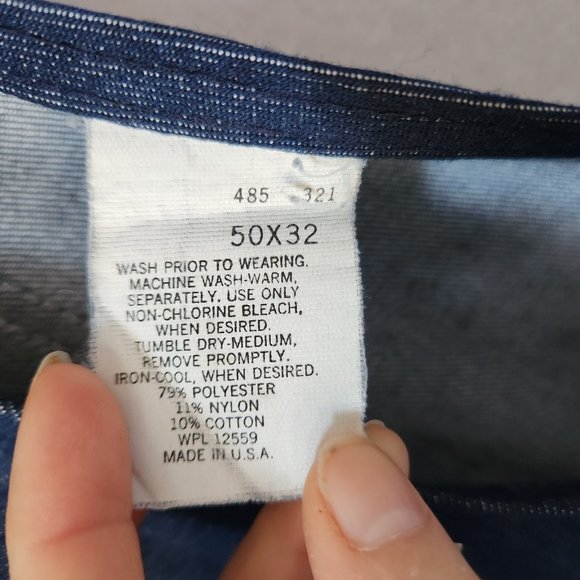 485 321
50X32
WASH PRIOR TO WEARING.
MACHINE WASH-WARM,
SEPARATELY. USE ONLY
NON-CHLORINE BLEACH,
WHEN DESIRED.
TUMBLE DRY-MEDIUM,
REMOVE PROMPTLY.
IRON-COOL, WHEN DESIRED.
79% POLYESTER
11% NYLON
10% COTTON
WPL 12559
MADE IN U.S.A.